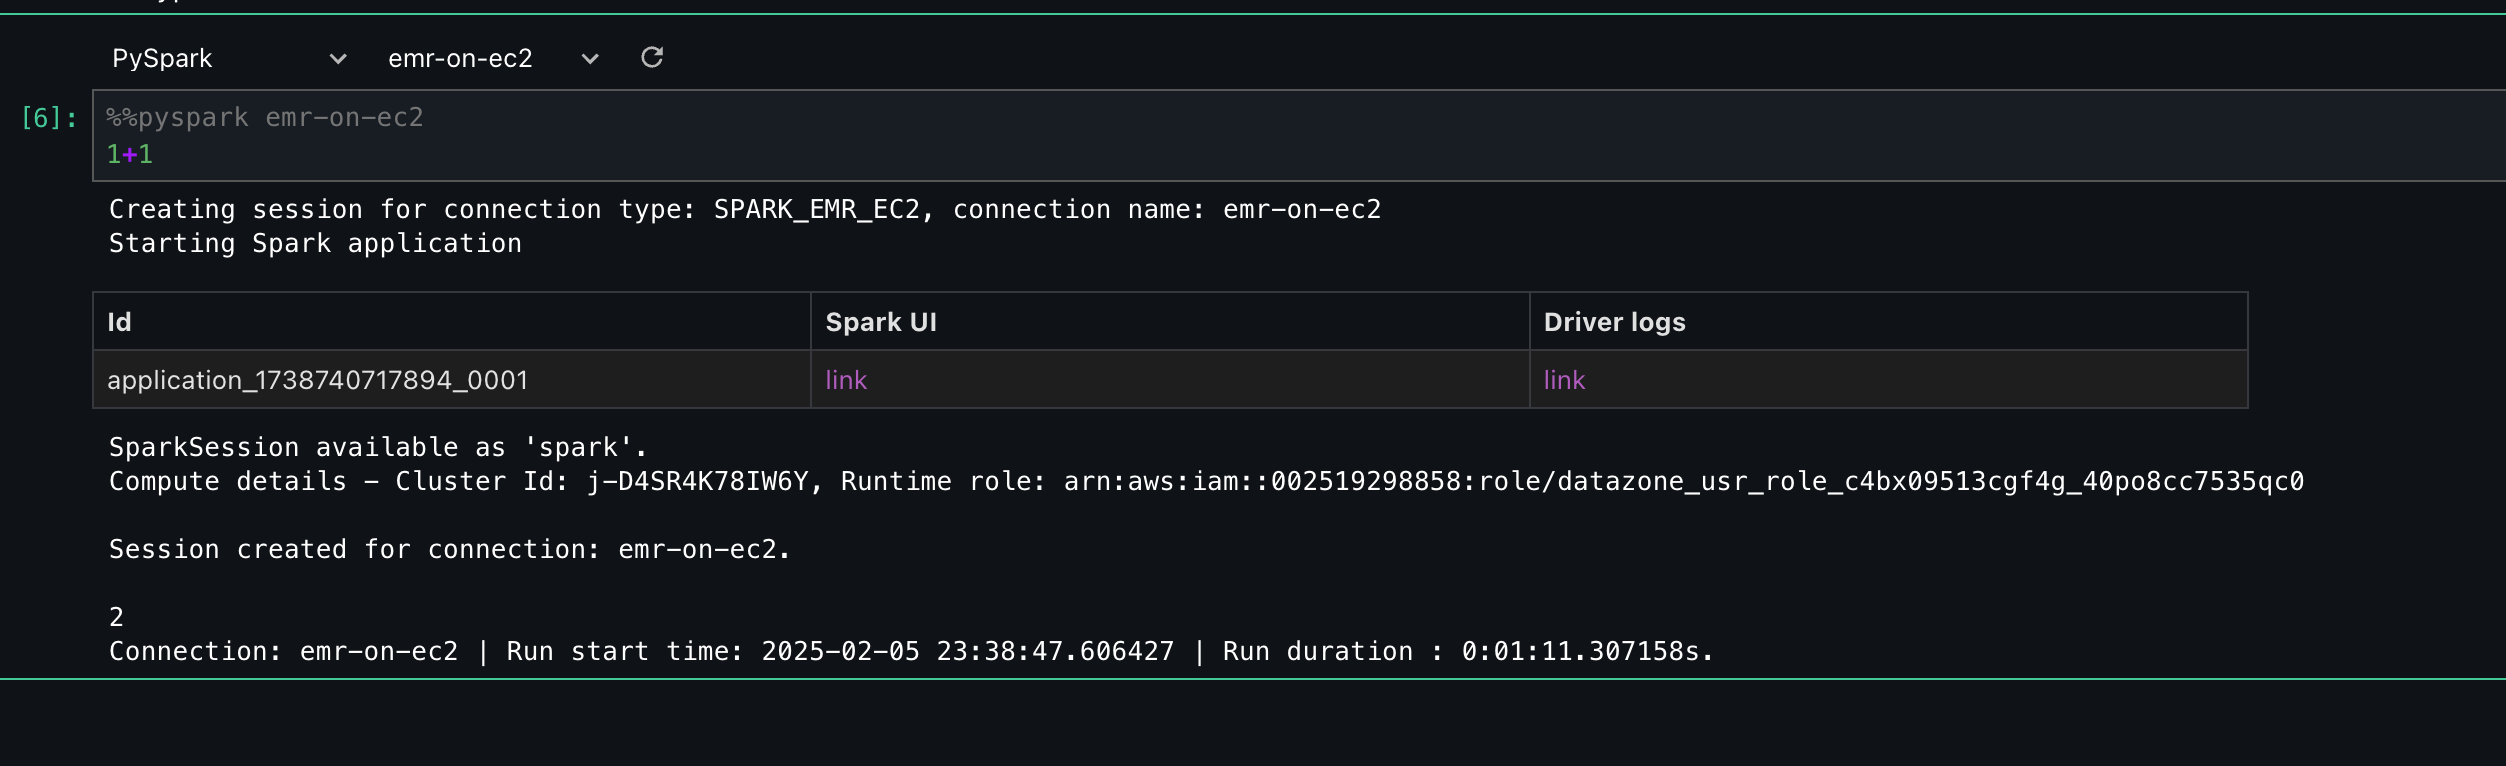 PySpark emr-on-ec2
[6]: %%pyspark emr-on-ec2
1+1
Creating session for connection type: SPARK_EMR_EC2, connection name: emr-on-ec2
Starting Spark application
Id Spark UI Driver logs
application_1738740717894_0001 link link
SparkSession available as 'spark'.
Compute details - Cluster Id: j-D4SR4K78IW6Y, Runtime role: arn:aws:iam::002519298858:role/datazone_usr_role_c4bx09513cgf4g_40po8cc7535qc0
Session created for connection: emr-on-ec2.
2
Connection: emr-on-ec2 | Run start time: 2025-02-05 23:38:47.606427 | Run duration : 0:01:11.307158s.